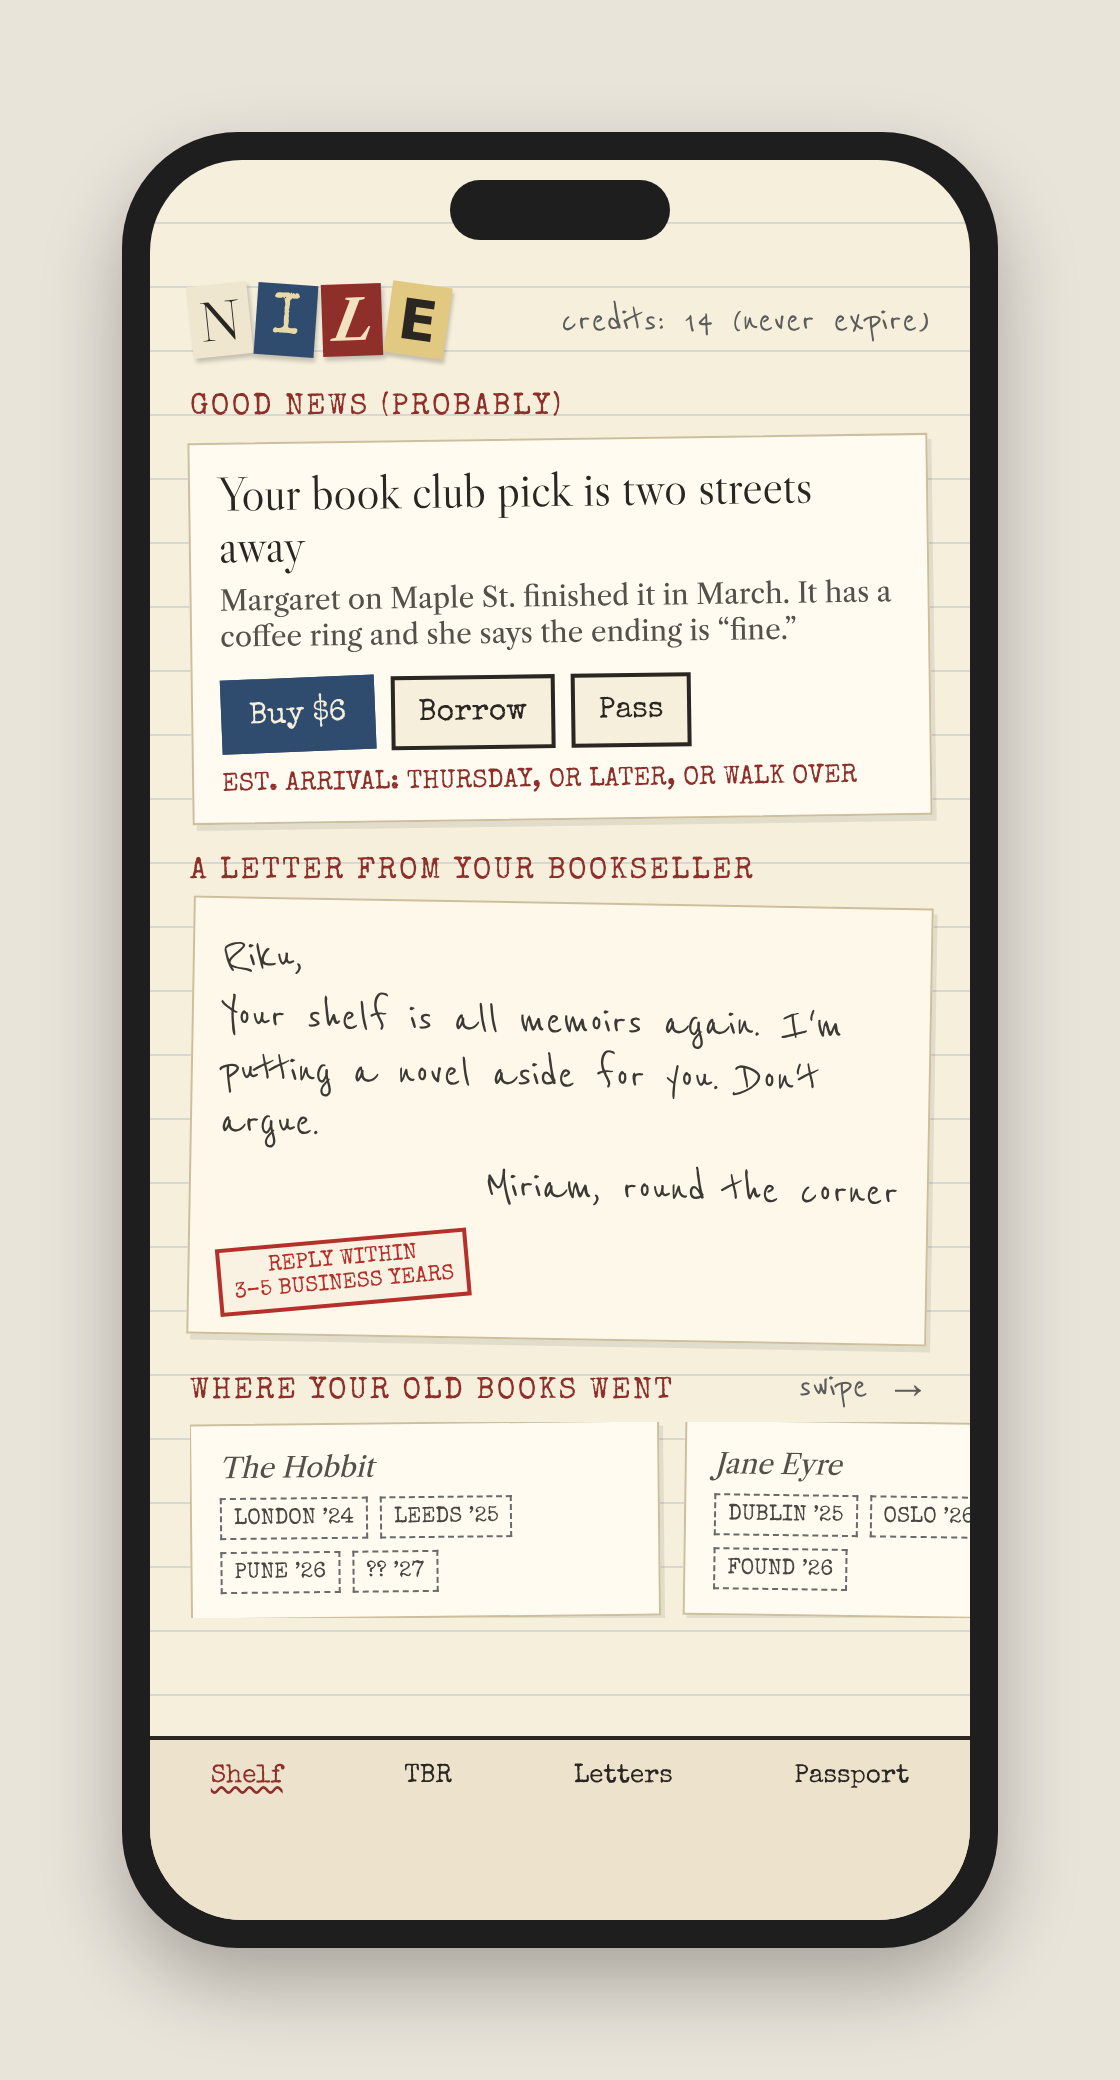 NILE
credits: 14 (never expire)
GOOD NEWS (PROBABLY)
Your book club pick is two streets
away
Margaret on Maple St. finished it in March. It has a
coffee ring and she says the ending is “fine.”
Buy $6 Borrow Pass
EST. ARRIVAL: THURSDAY, OR LATER, OR WALK OVER
A LETTER FROM YOUR BOOKSELLER
Riku,
Your shelf is all memoirs again. I'm
putting a novel aside for you. Don't
argue.
Miriam, round the corner
REPLY WITHIN
3–5 BUSINESS YEARS
WHERE YOUR OLD BOOKS WENT
swipe →
The Hobbit
LONDON ’24 LEEDS ’25
PUNE ’26 ?? ’27
Jane Eyre
DUBLIN ’25 OSLO ’26
FOUND ’26
Shelf TBR Letters Passport